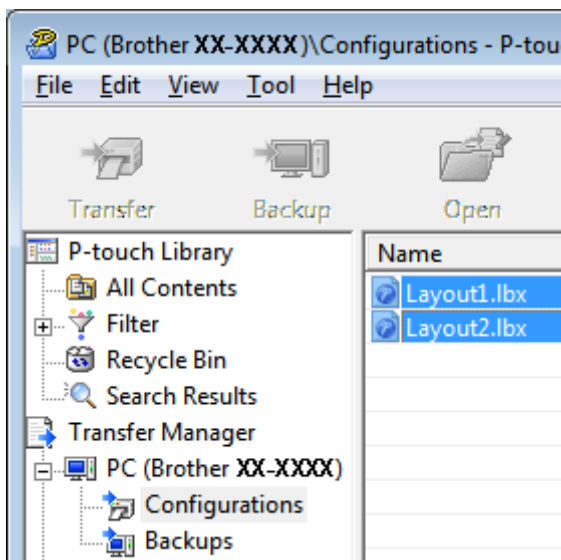 PC (Brother XX-XXXX)\Configurations - P-tou
File Edit View Tool Help
Transfer Backup Open
P-touch Library
Name
All Contents
Layout1.lbx
Filter
Layout2.lbx
Recycle Bin
Search Results
Transfer Manager
PC (Brother XX-XXXX)
Configurations
Backups